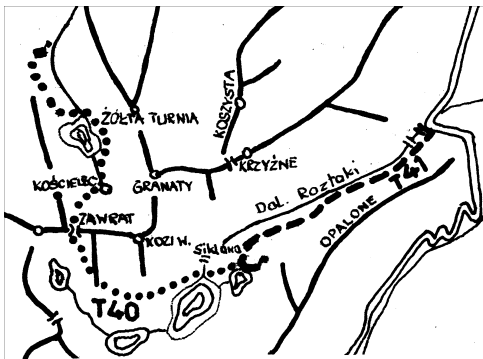 ŻÓŁTA TURNIA
KOSZYSTA
KRZYŻNE
KOŚCIELEC
GRANATY
Dol. Roztoki
T41
ZAWRAT
KOZI W.
Siklawa
OPALONE
T40